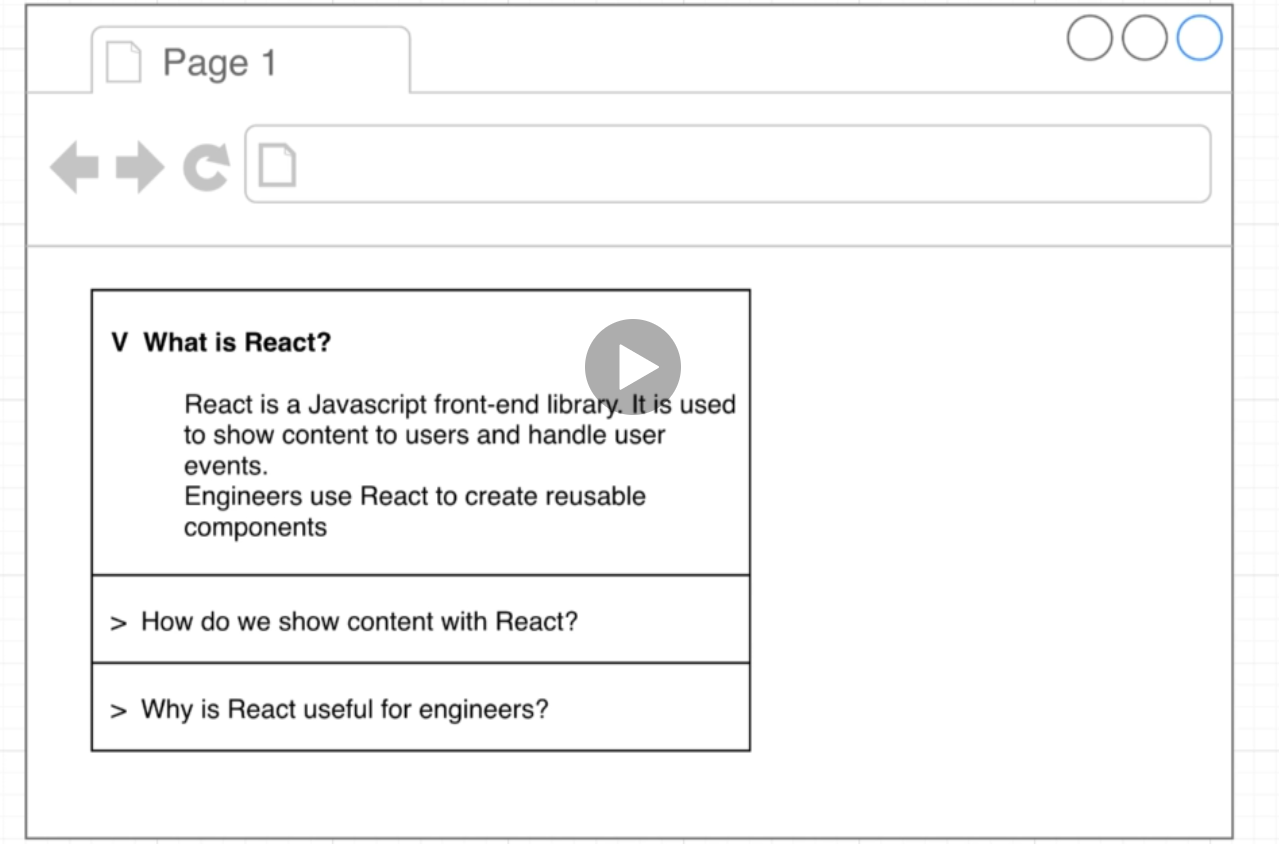 Page 1
V What is React?
React is a Javascript front-end library. It is used
to show content to users and handle user
events.
Engineers use React to create reusable
components
> How do we show content with React?
> Why is React useful for engineers?